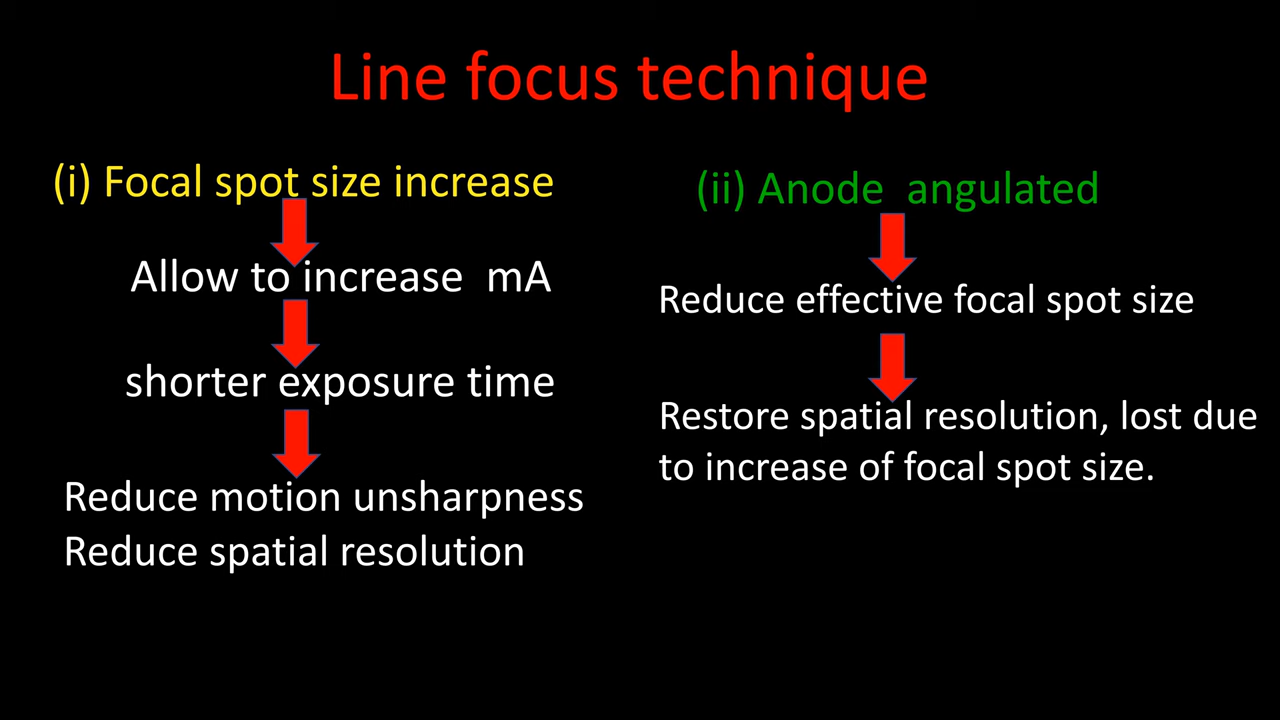 Line focus technique
(i) Focal spot size increase
Allow to increase mA
shorter exposure time
Reduce motion unsharpness
Reduce spatial resolution
(ii) Anode angulated
Reduce effective focal spot size
Restore spatial resolution, lost due
to increase of focal spot size.